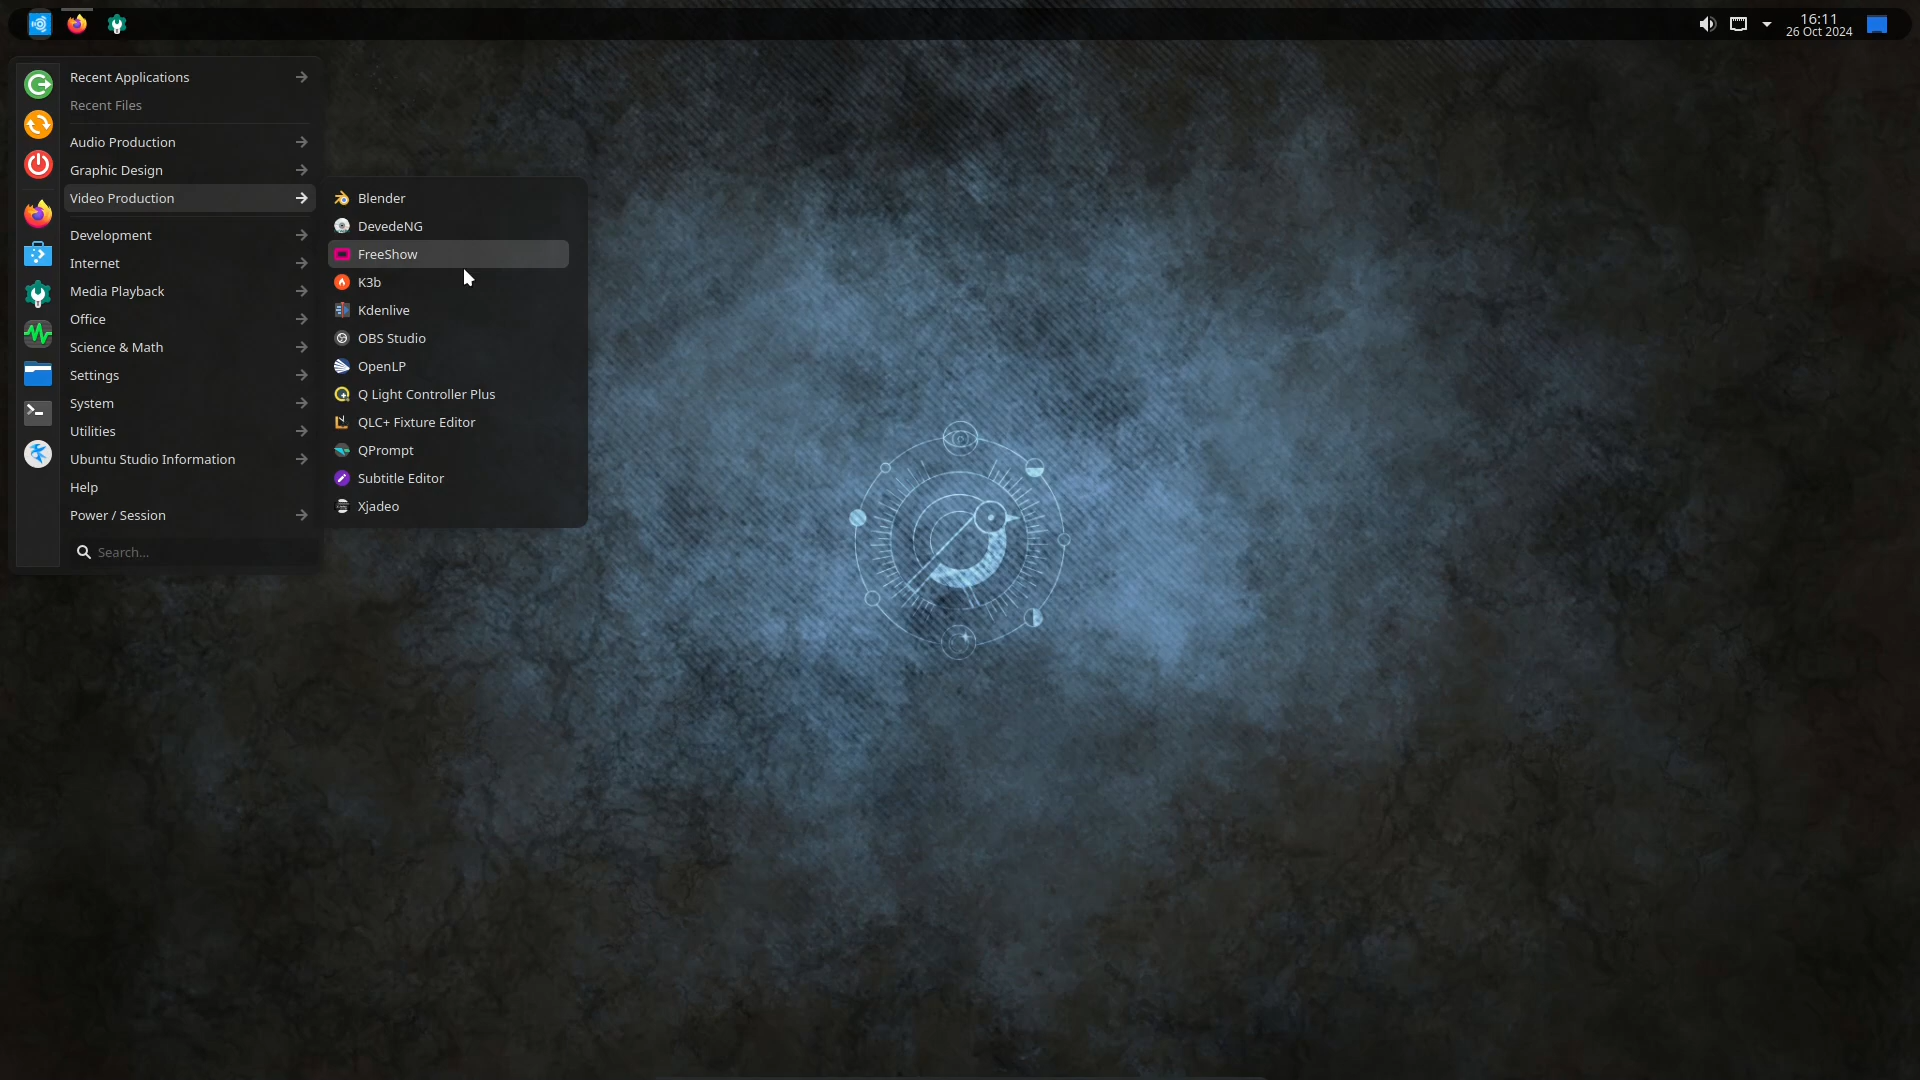 16:11
26 Oct 2024
Recent Applications
Recent Files
Audio Production
Graphic Design
Video Production
Development
Internet
Media Playback
Office
Science & Math
Settings
System
Utilities
Ubuntu Studio Information
Help
Power / Session
Search...
Blender
DevedeNG
FreeShow
K3b
Kdenlive
OBS Studio
OpenLP
Q Light Controller Plus
QLC+ Fixture Editor
QPrompt
Subtitle Editor
Xjadeo